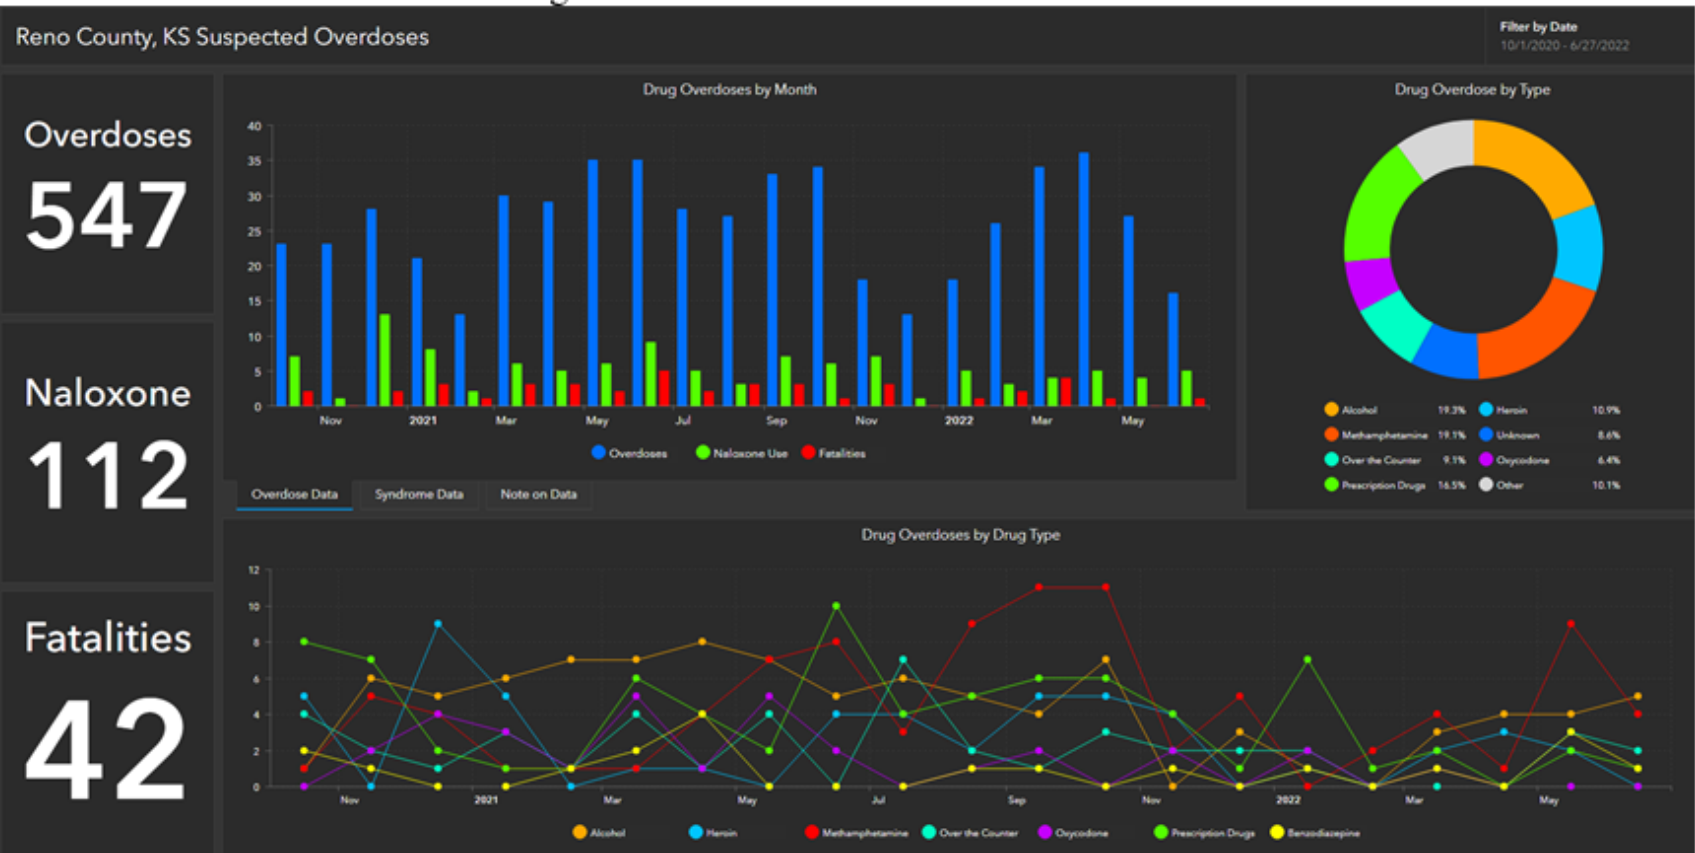 Reno County, KS Suspected Overdoses
Filter by Date
10/1/2020 - 6/27/2022
Overdoses
547
Naloxone
112
Fatalities
42
Drug Overdoses by Month
40
35
30
25
20
15
10
5
0
Nov 2021 Mar May Jul Sep Nov 2022 Mar May
Overdoses Naloxone Use Fatalities
Overdose Data Syndrome Data Note on Data
Drug Overdose by Type
Alcohol 19.3% Heroin 10.9%
Methamphetamine 19.1% Unknown 8.6%
Over the Counter 9.1% Oxycodone 6.4%
Prescription Drugs 16.5% Other 10.1%
Drug Overdoses by Drug Type
12
10
8
6
4
2
0
Nov 2021 Mar May Jul Sep Nov 2022 Mar May
Alcohol Heroin Methamphetamine Over the Counter Oxycodone Prescription Drugs Benzodiazepine